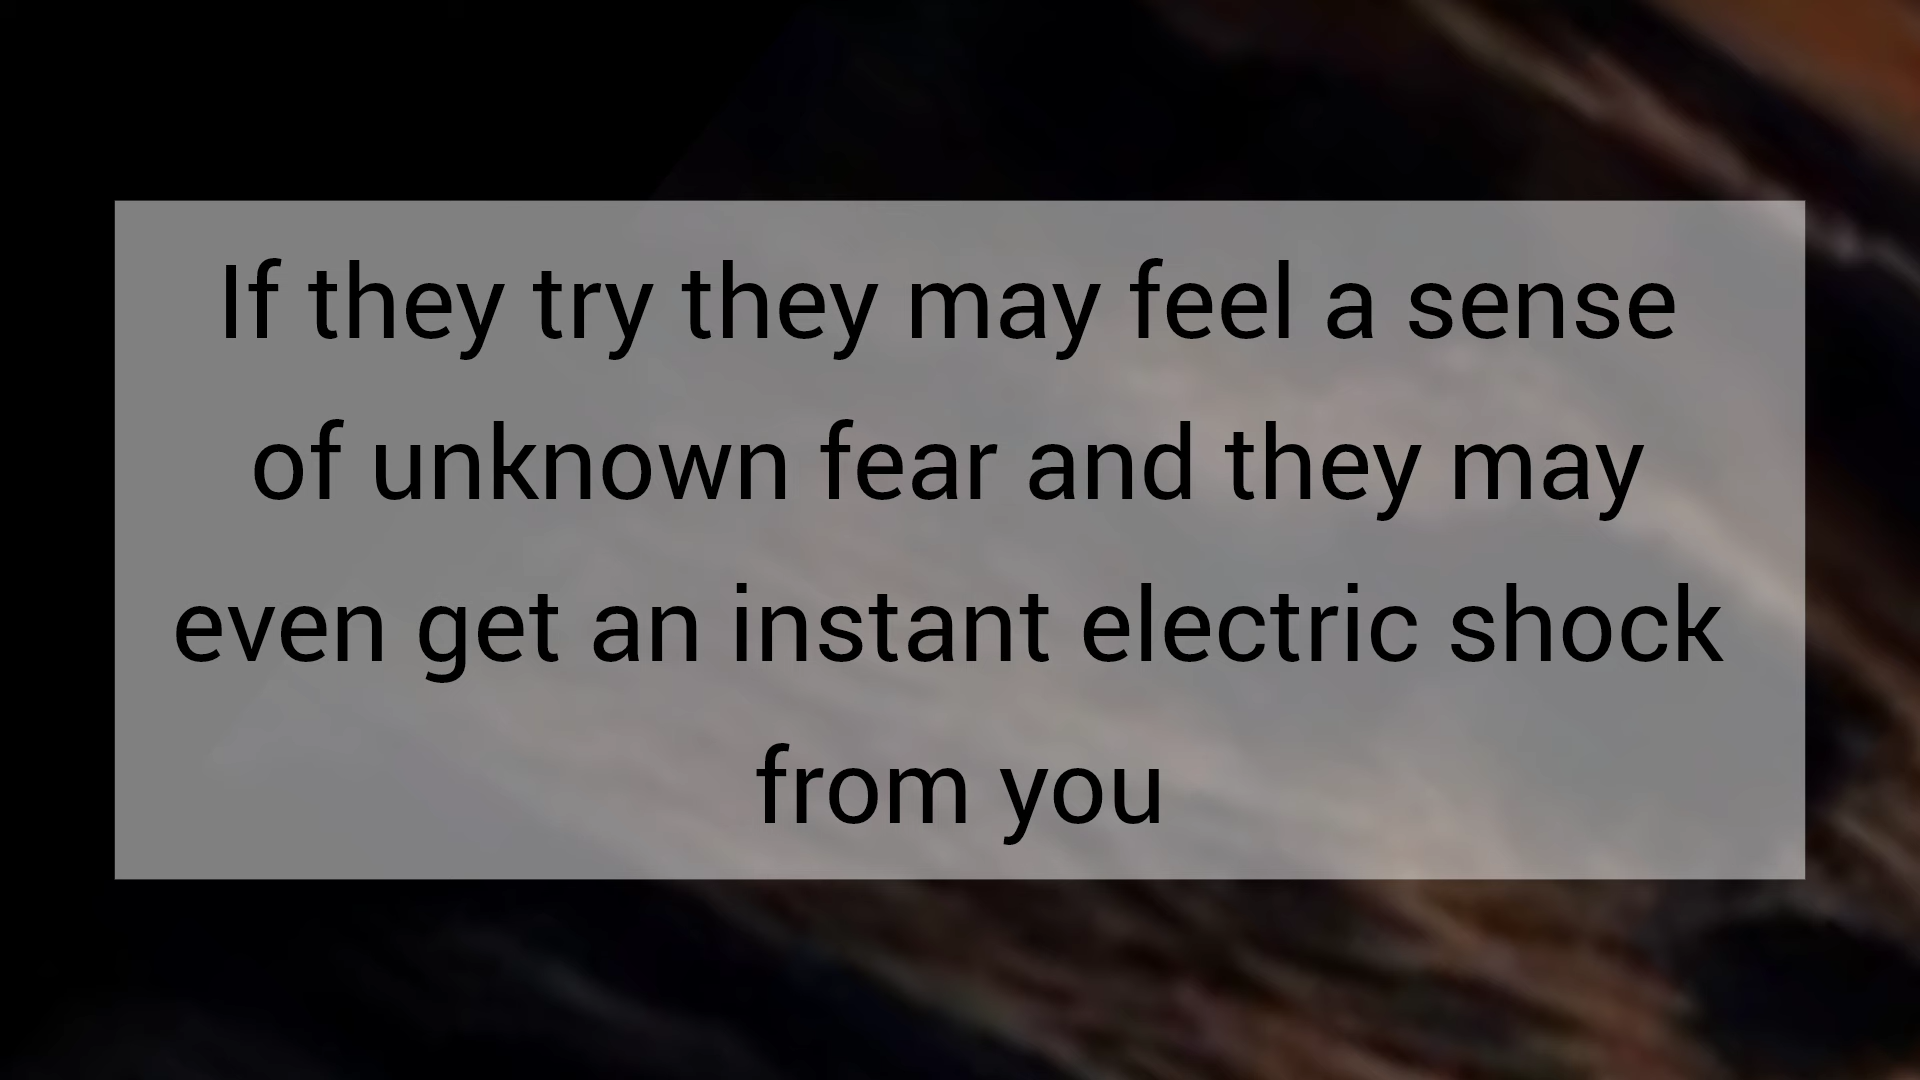 If they try they may feel a sense
of unknown fear and they may
even get an instant electric shock
from you